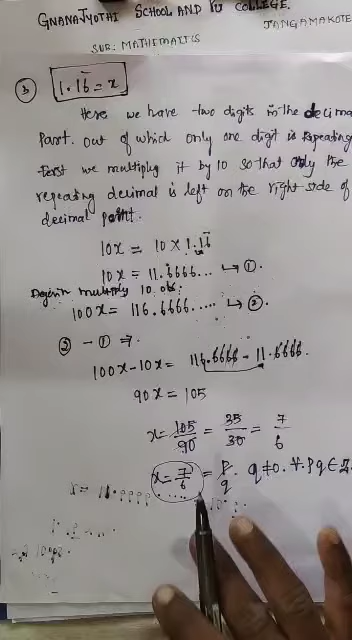 GNANAJYOTHI SCHOOL AND PU COLLEGE.
JANGAMAKOTE
SUB: MATHEMATICS
3) 1.16̅ = x
Here we have two digits in the decimal
Part. out of which only one digit is repeating
first we multiply it by 10 so that only the
repeating decimal is left on the right side of
decimal point.
10x = 10 × 1.16̅
10x = 11.6666... ↳ ①.
multiply 10.
100x = 116.6666..... ↳ ②.
② - ① ⇒
100x - 10x = 116.6666 - 11.6666.
90x = 105
x = 105/90 = 35/30 = 7/6
x = 7/6 = p/q. q ≠ 0. ∀ p q ∈ Z.